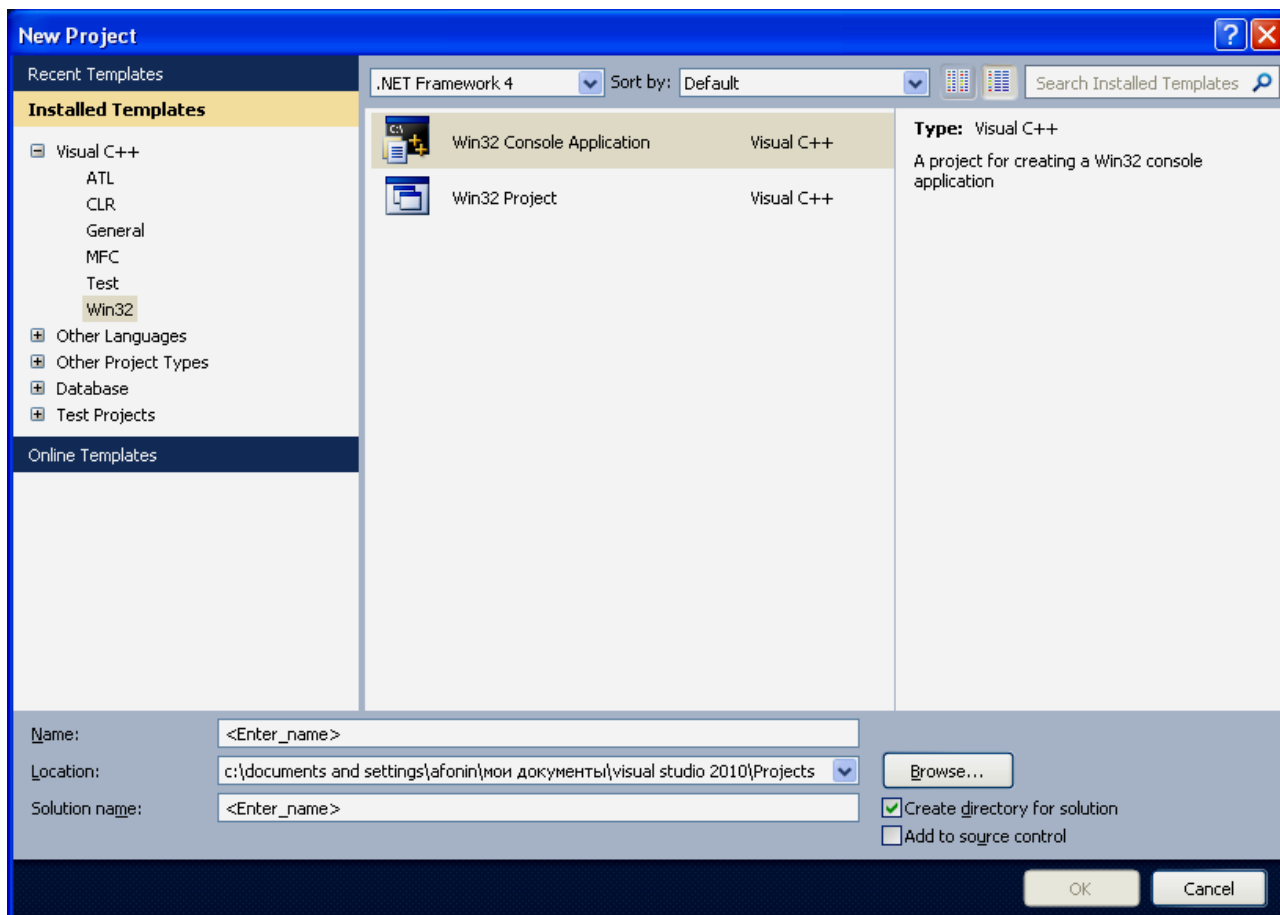 New Project
Recent Templates
Installed Templates
Visual C++
ATL
CLR
General
MFC
Test
Win32
Other Languages
Other Project Types
Database
Test Projects
Online Templates
.NET Framework 4 Sort by: Default Search Installed Templates
Win32 Console Application Visual C++
Win32 Project Visual C++
Type: Visual C++
A project for creating a Win32 console
application
Name: <Enter_name>
Location: c:\documents and settings\afonin\мои документы\visual studio 2010\Projects Browse...
Solution name: <Enter_name>
Create directory for solution
Add to source control
OK Cancel